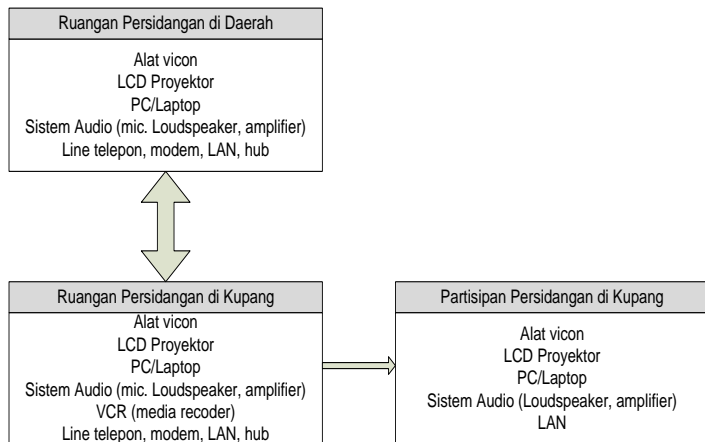 Ruangan Persidangan di Daerah
Alat vicon
LCD Proyektor
PC/Laptop
Sistem Audio (mic. Loudspeaker, amplifier)
Line telepon, modem, LAN, hub
Ruangan Persidangan di Kupang
Alat vicon
LCD Proyektor
PC/Laptop
Sistem Audio (mic. Loudspeaker, amplifier)
VCR (media recoder)
Line telepon, modem, LAN, hub
Partisipan Persidangan di Kupang
Alat vicon
LCD Proyektor
PC/Laptop
Sistem Audio (Loudspeaker, amplifier)
LAN